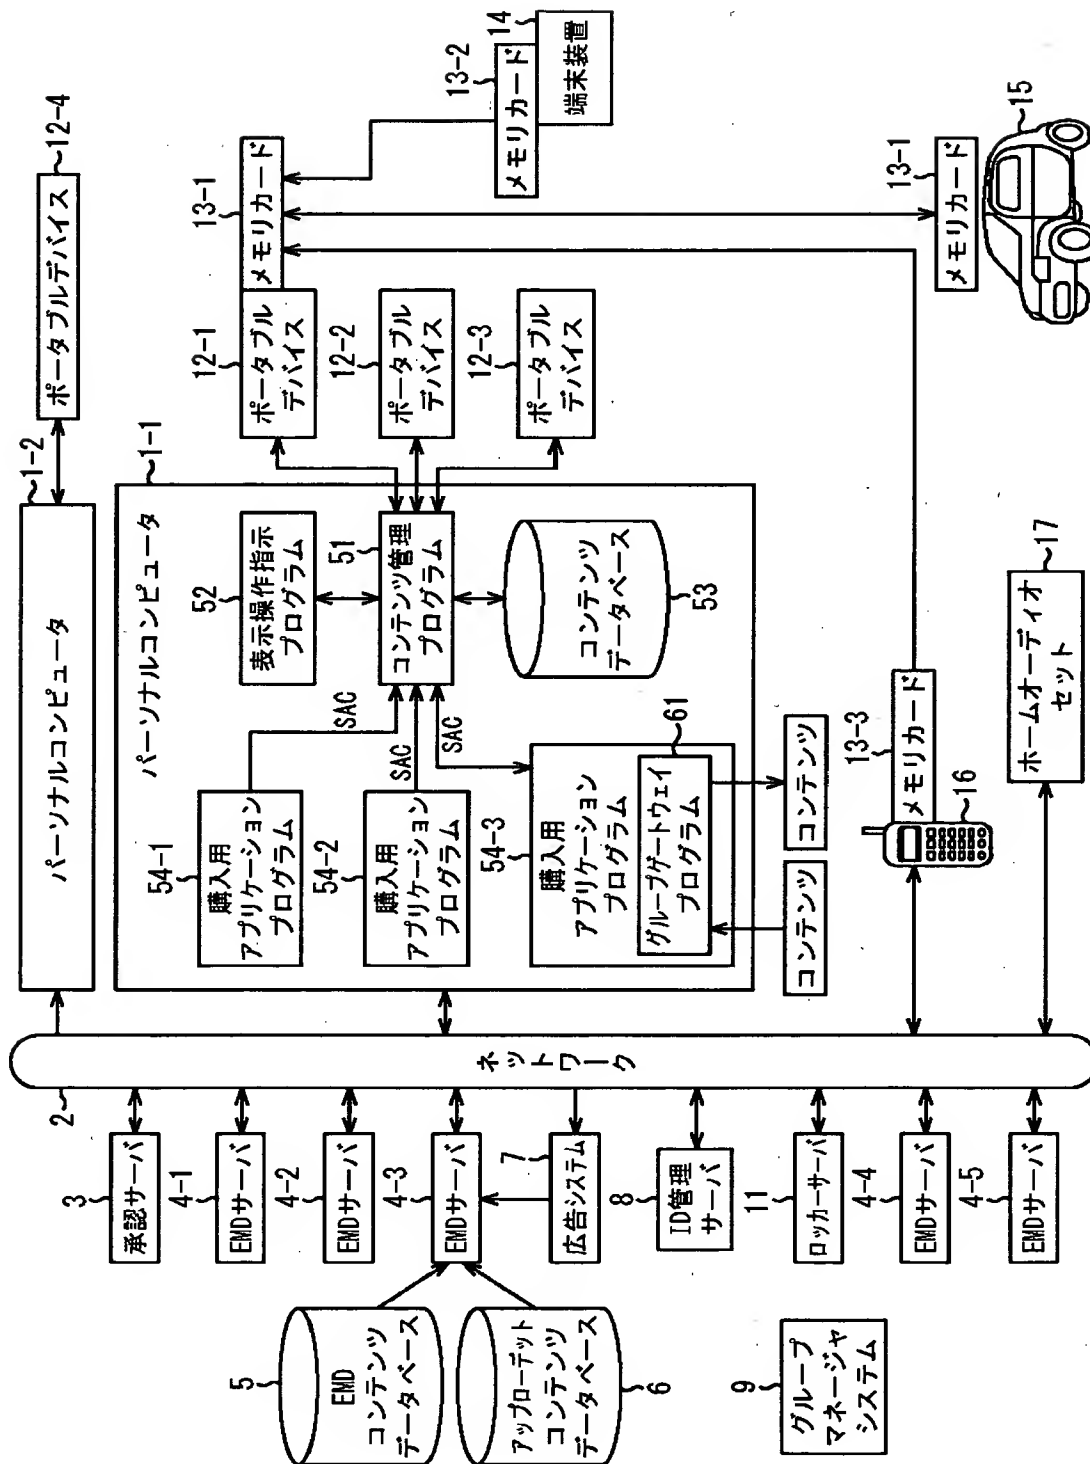 パーソナルコンピュータ
1-2
ポータブルデバイス
12-4
パーソナルコンピュータ
1-1
52
表示操作指示
プログラム
51
コンテンツ管理
プログラム
コンテンツ
データベース
53
54-1
購入用
アプリケーション
プログラム
54-2
購入用
アプリケーション
プログラム
54-3
購入用
アプリケーション
プログラム
61
グループゲートウェイ
プログラム
SAC
SAC
SAC
コンテンツ
コンテンツ
12-1
ポータブル
デバイス
12-2
ポータブル
デバイス
12-3
ポータブル
デバイス
13-1
メモリカード
13-2
メモリカード
14
端末装置
13-1
メモリカード
15
13-3
メモリカード
16
17
ホームオーディオ
セット
2
ネットワーク
3
承認サーバ
4-1
EMDサーバ
4-2
EMDサーバ
4-3
EMDサーバ
7
広告システム
8
ID管理
サーバ
11
ロッカーサーバ
4-4
EMDサーバ
4-5
EMDサーバ
5
EMD
コンテンツ
データベース
アップローデット
コンテンツ
データベース
6
9
グループ
マネージャ
システム